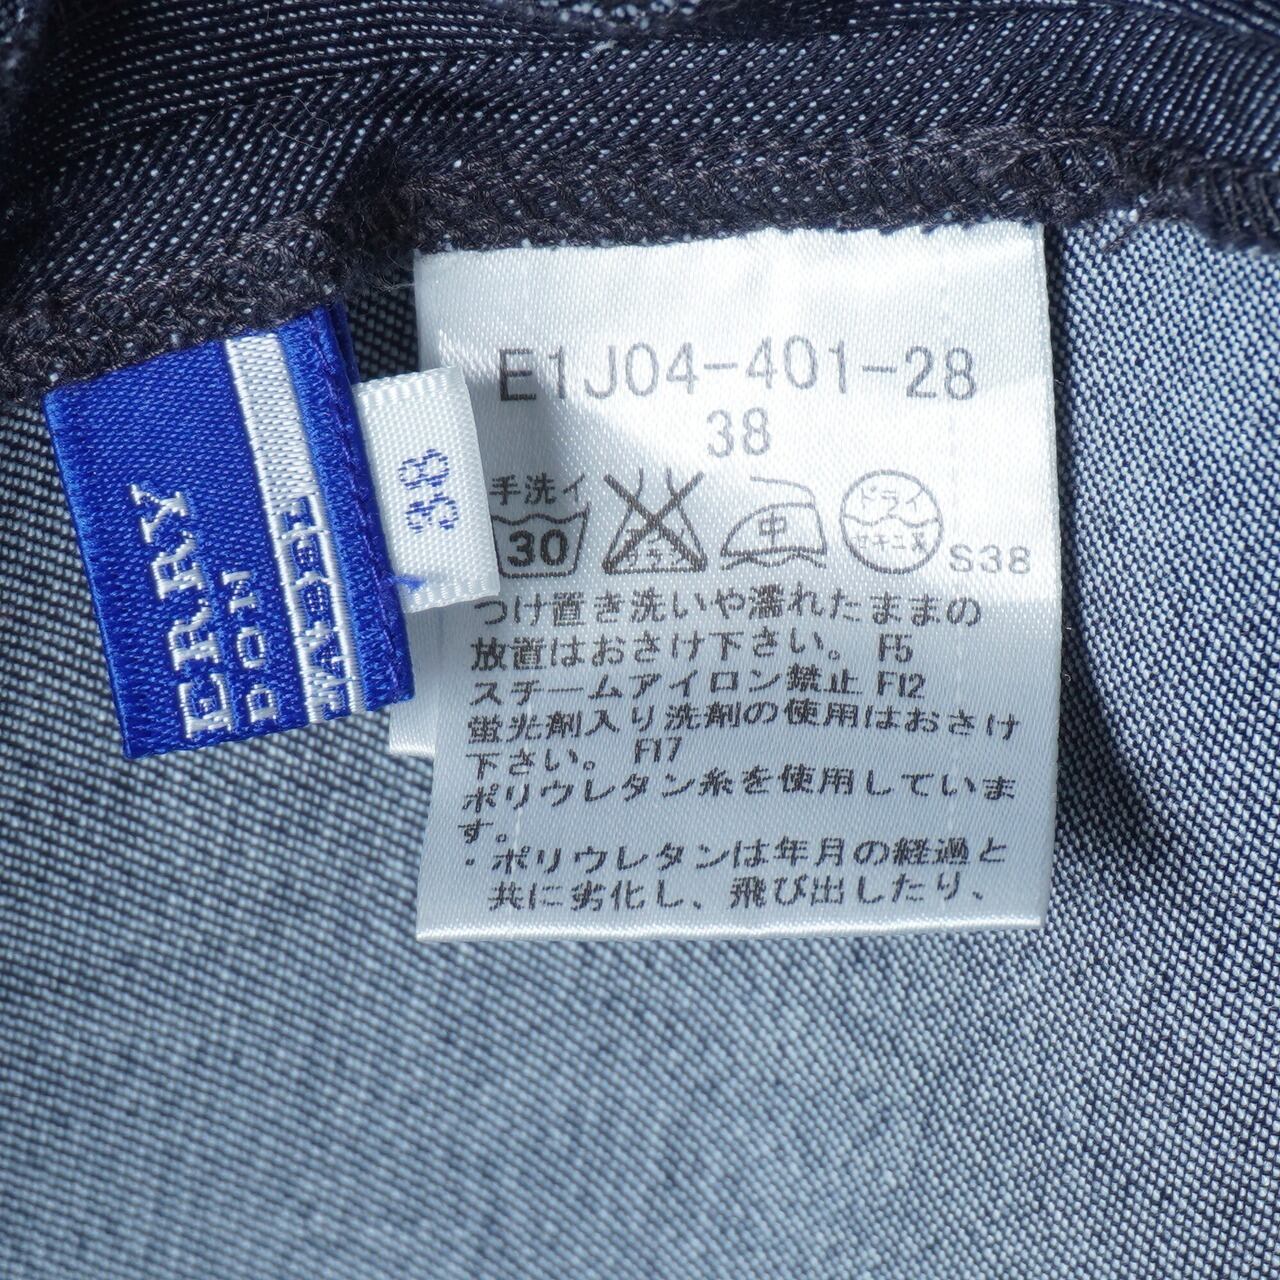 E1J04-401-28
38
手洗イ
30
中
ドライ
セキユ系
S38
つけ置き洗いや濡れたままの
放置はおさけ下さい。 F5
スチームアイロン禁止 F12
蛍光剤入り洗剤の使用はおさけ
下さい。 F17
ポリウレタン糸を使用していま
す。
・ポリウレタンは年月の経過と
共に劣化し、飛び出したり、
38
ERRY
DON
LABEL